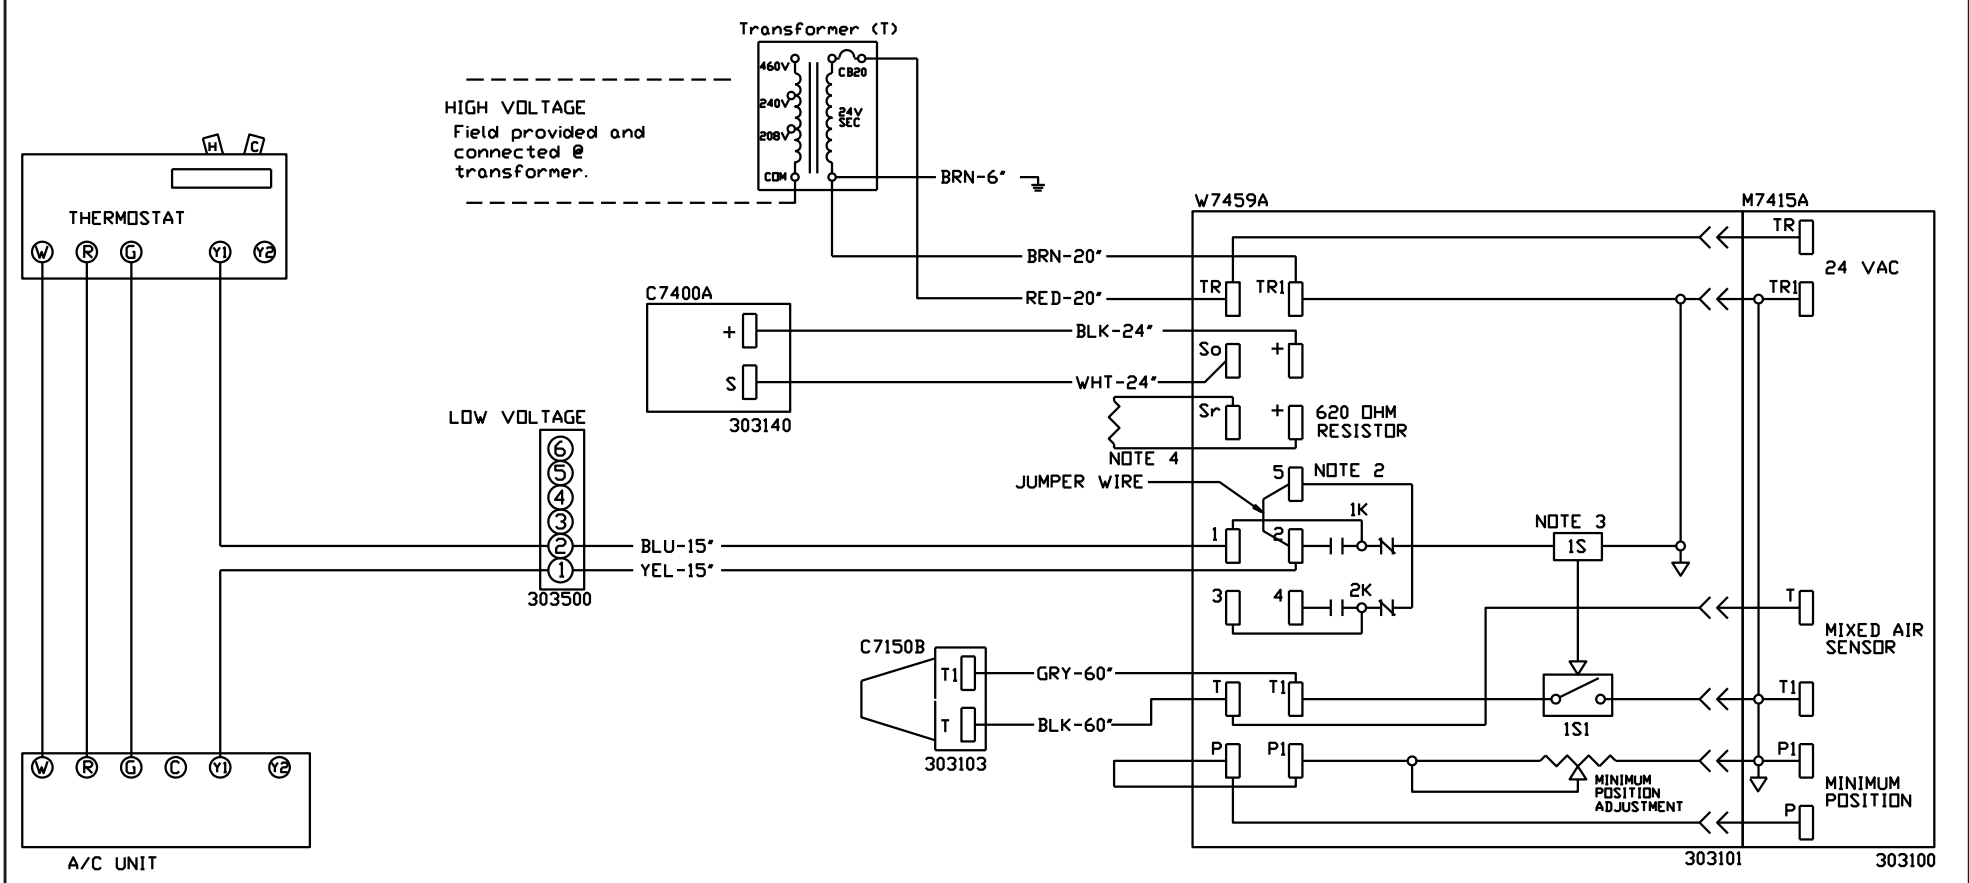 Transformer (T)
460V
CB20
240V
24V
SEC
208V
COM
HIGH VOLTAGE
Field provided and
connected @
transformer.
BRN-6"
H
C
THERMOSTAT
W
R
G
Y1
Y2
W7459A
M7415A
TR
24 VAC
BRN-20"
RED-20"
TR
TR1
TR1
C7400A
+
S
303140
BLK-24"
WHT-24"
So
+
Sr
+
620 OHM
RESISTOR
NOTE 4
LOW VOLTAGE
6
5
4
3
2
1
303500
JUMPER WIRE
5
NOTE 2
1K
NOTE 3
1
2
1S
BLU-15"
YEL-15"
3
4
2K
T
MIXED AIR
SENSOR
C7150B
T1
T
303103
GRY-60"
BLK-60"
T
T1
1S1
T1
P
P1
MINIMUM
POSITION
ADJUSTMENT
P1
MINIMUM
POSITION
P
303101
303100
W
R
G
C
Y1
Y2
A/C UNIT